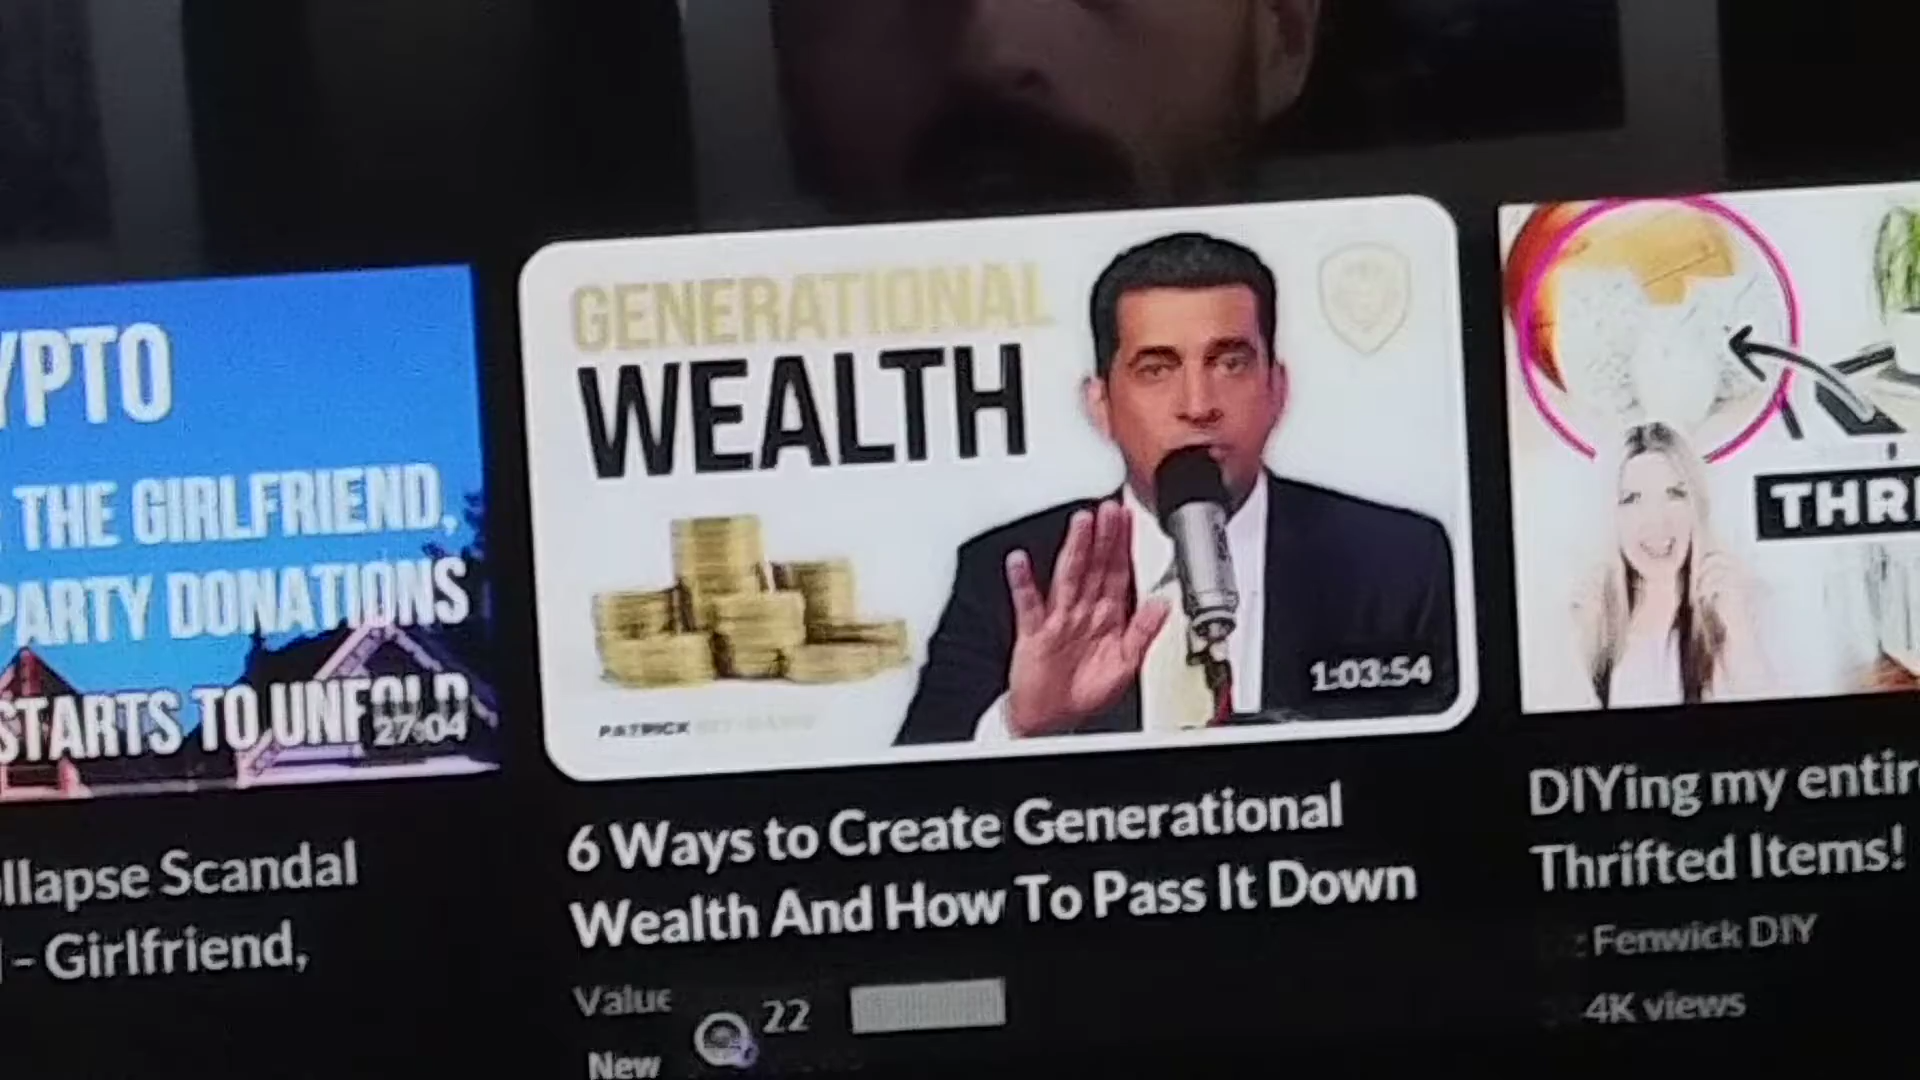 YPTO
THE GIRLFRIEND,
PARTY DONATIONS
STARTS TO UNFOLD
27:04
ollapse Scandal
- Girlfriend,
GENERATIONAL
WEALTH
PATRICK
1:03:54
6 Ways to Create Generational
Wealth And How To Pass It Down
Value
22
New
THRI
DIYing my entir
Thrifted Items!
Fenwick DIY
4K views